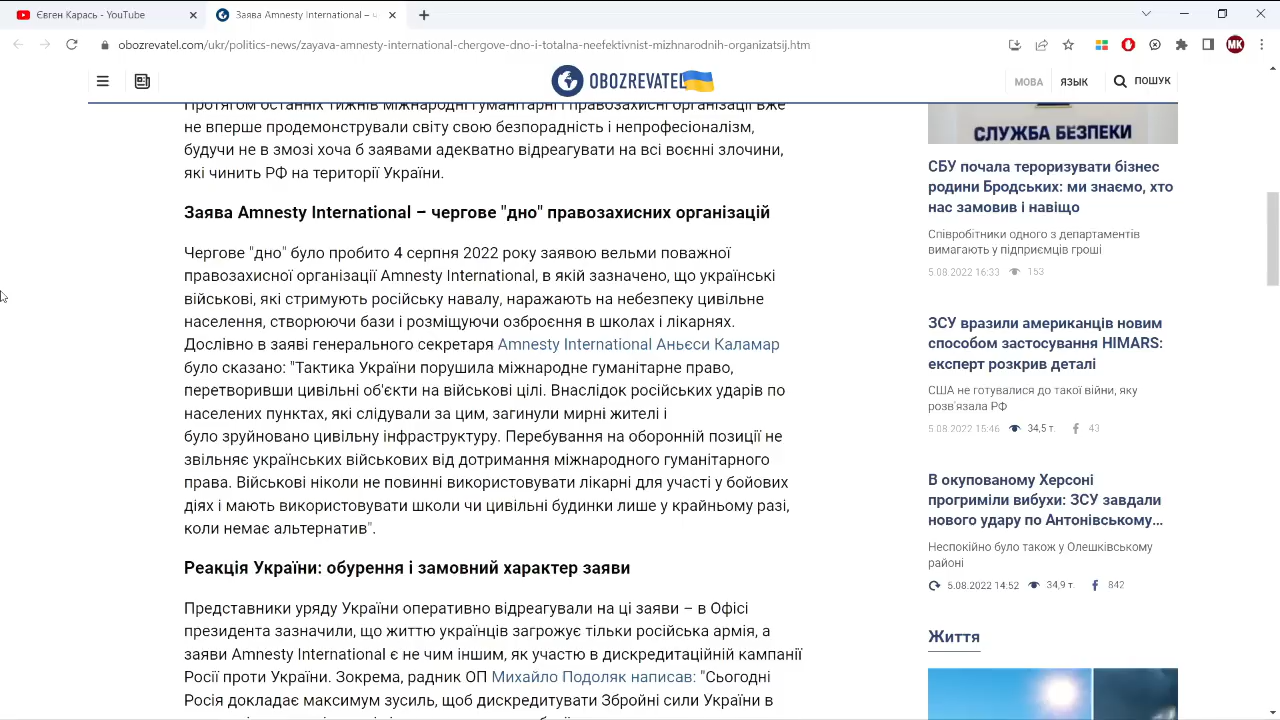 Євген Карась - YouTube
Заява Amnesty International – ч
obozrevatel.com/ukr/politics-news/zayava-amnesty-international-chergove-dno-i-totalna-neefektivnist-mizhnarodnih-organizatsij.htm
MK
OBOZREVATEL
МОВА
ЯЗЫК
ПОШУК
Протягом останніх тижнів міжнародні гуманітарні і правозахисні організації вже
не вперше продемонстрували світу свою безпорадність і непрофесіоналізм,
будучи не в змозі хоча б заявами адекватно відреагувати на всі воєнні злочини,
які чинить РФ на території України.
Заява Amnesty International – чергове "дно" правозахисних організацій
Чергове "дно" було пробито 4 серпня 2022 року заявою вельми поважної
правозахисної організації Amnesty International, в якій зазначено, що українські
військові, які стримують російську навалу, наражають на небезпеку цивільне
населення, створюючи бази і розміщуючи озброєння в школах і лікарнях.
Дослівно в заяві генерального секретаря Amnesty International Аньєси Каламар
було сказано: "Тактика України порушила міжнародне гуманітарне право,
перетворивши цивільні об'єкти на військові цілі. Внаслідок російських ударів по
населених пунктах, які слідували за цим, загинули мирні жителі і
було зруйновано цивільну інфраструктуру. Перебування на оборонній позиції не
звільняє українських військових від дотримання міжнародного гуманітарного
права. Військові ніколи не повинні використовувати лікарні для участі у бойових
діях і мають використовувати школи чи цивільні будинки лише у крайньому разі,
коли немає альтернатив".
Реакція України: обурення і замовний характер заяви
Представники уряду України оперативно відреагували на ці заяви – в Офісі
президента зазначили, що життю українців загрожує тільки російська армія, а
заяви Amnesty International є не чим іншим, як участю в дискредитаційній кампанії
Росії проти України. Зокрема, радник ОП Михайло Подоляк написав: "Сьогодні
Росія докладає максимум зусиль, щоб дискредитувати Збройні сили України в
СЛУЖБА БЕЗПЕКИ
СБУ почала тероризувати бізнес
родини Бродських: ми знаємо, хто
нас замовив і навіщо
Співробітники одного з департаментів
вимагають у підприємців гроші
5.08.2022 16:33 153
ЗСУ вразили американців новим
способом застосування HIMARS:
експерт розкрив деталі
США не готувалися до такої війни, яку
розв'язала РФ
5.08.2022 15:46 34,5 т. 43
В окупованому Херсоні
прогриміли вибухи: ЗСУ завдали
нового удару по Антонівському...
Неспокійно було також у Олешківському
районі
5.08.2022 14:52 34,9 т. 842
Життя